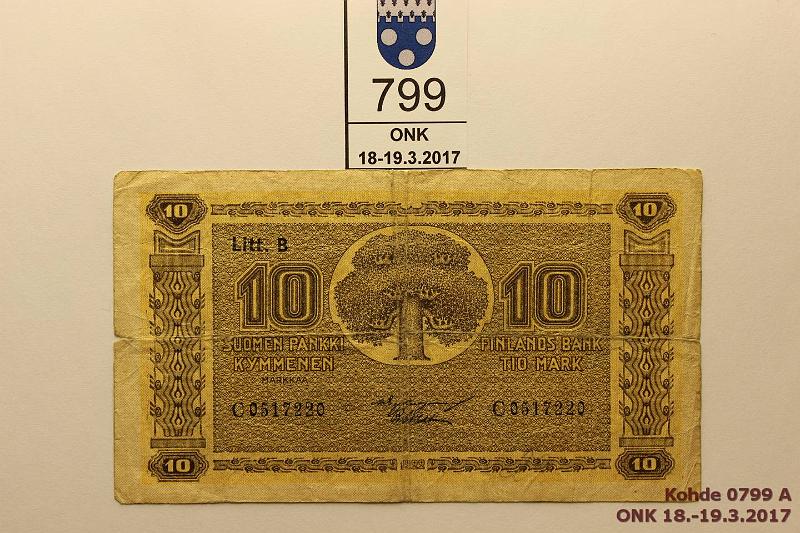 799
ONK
18-19.3.2017
10 10
Litt. B
10 10
SUOMEN PANKKI FINLANDS BANK
KYMMENEN TIO MARK
MARKKAA
C0517220 C0517220
10 1922 10
Kohde 0799 A
ONK 18.-19.3.2017